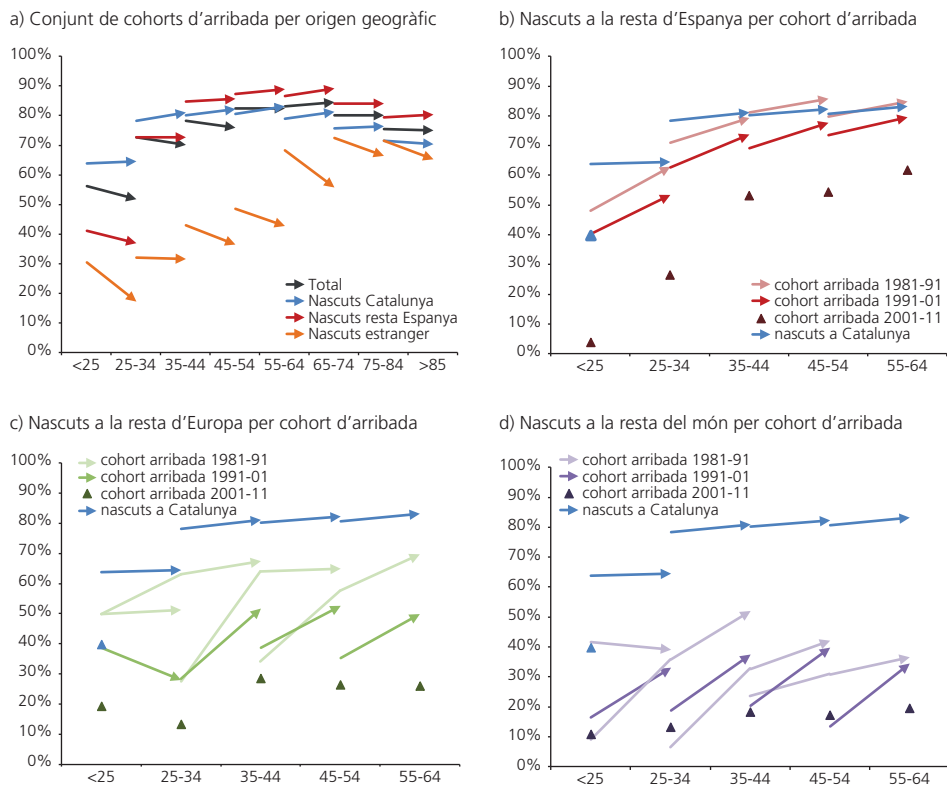 a) Conjunt de cohorts d’arribada per origen geogràfic
100%
90%
80%
70%
60%
50%
40%
30%
20%
10%
0%
Total
Nascuts Catalunya
Nascuts resta Espanya
Nascuts estranger
<25 25-34 35-44 45-54 55-64 65-74 75-84 >85
b) Nascuts a la resta d’Espanya per cohort d’arribada
100%
90%
80%
70%
60%
50%
40%
30%
20%
10%
0%
cohort arribada 1981-91
cohort arribada 1991-01
cohort arribada 2001-11
nascuts a Catalunya
<25 25-34 35-44 45-54 55-64
c) Nascuts a la resta d’Europa per cohort d’arribada
cohort arribada 1981-91
cohort arribada 1991-01
cohort arribada 2001-11
nascuts a Catalunya
100%
90%
80%
70%
60%
50%
40%
30%
20%
10%
0%
<25 25-34 35-44 45-54 55-64
d) Nascuts a la resta del món per cohort d’arribada
cohort arribada 1981-91
cohort arribada 1991-01
cohort arribada 2001-11
nascuts a Catalunya
100%
90%
80%
70%
60%
50%
40%
30%
20%
10%
0%
<25 25-34 35-44 45-54 55-64